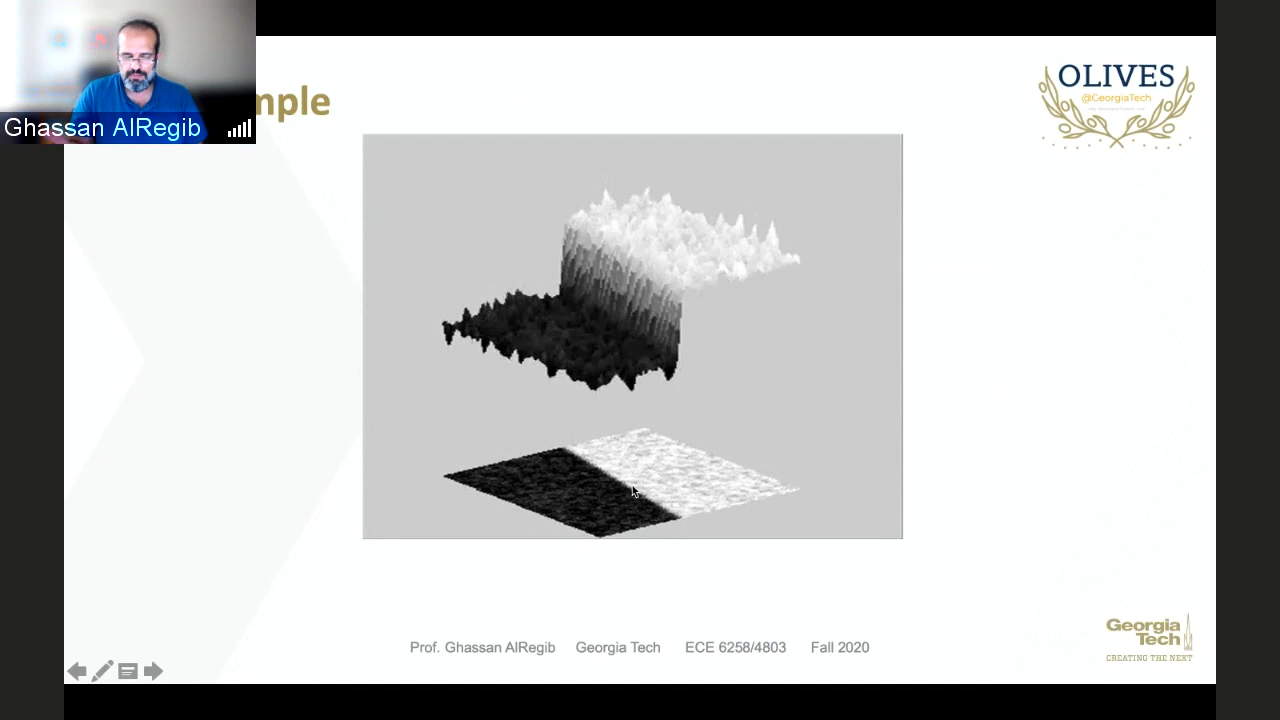 Ghassan AlRegib
mple
OLIVES
@GeorgiaTech
Prof. Ghassan AlRegib Georgia Tech ECE 6258/4803 Fall 2020
Georgia
Tech
CREATING THE NEXT